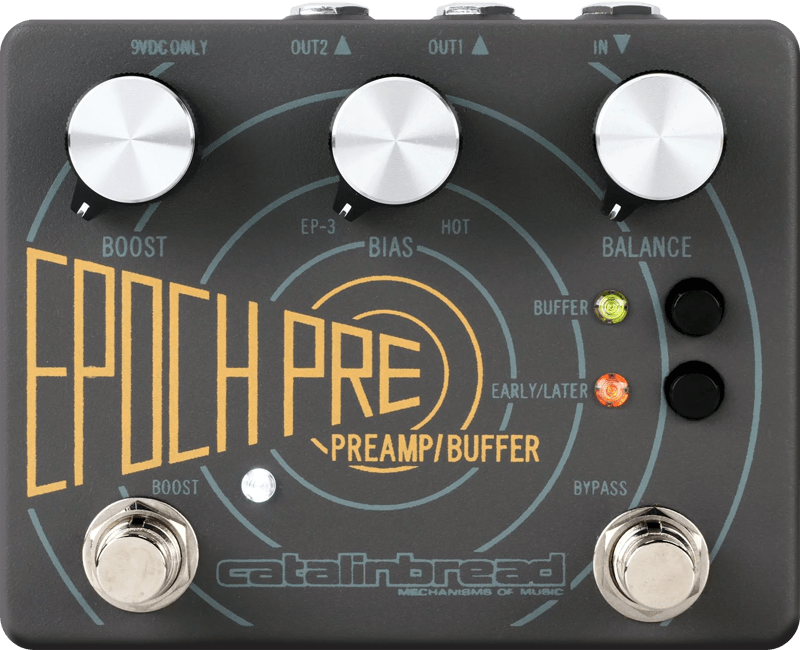 9VDC ONLY OUT2 OUT1 IN
EP-3 HOT
BOOST BIAS BALANCE
BUFFER
EPOCH PRE
EARLY/LATER
PREAMP/BUFFER
BOOST BYPASS
catalinbread
MECHANISMS OF MUSIC